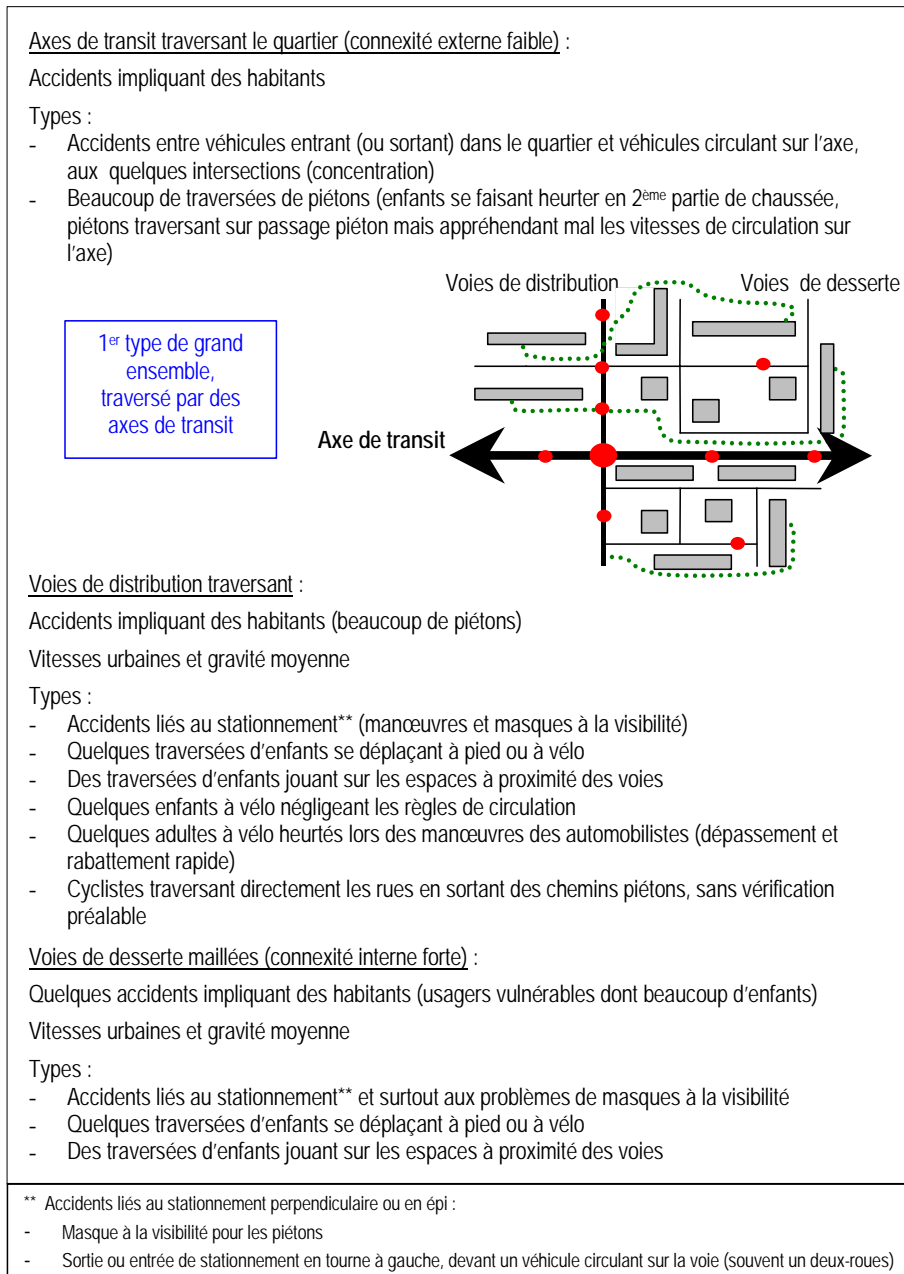 Axes de transit traversant le quartier (connexité externe faible) :
Accidents impliquant des habitants
Types :
- Accidents entre véhicules entrant (ou sortant) dans le quartier et véhicules circulant sur l'axe,
aux quelques intersections (concentration)
- Beaucoup de traversées de piétons (enfants se faisant heurter en 2ème partie de chaussée,
piétons traversant sur passage piéton mais appréhendant mal les vitesses de circulation sur
l'axe)
Voies de distribution
Voies de desserte
1er type de grand
ensemble,
traversé par des
axes de transit
Axe de transit
Voies de distribution traversant :
Accidents impliquant des habitants (beaucoup de piétons)
Vitesses urbaines et gravité moyenne
Types :
- Accidents liés au stationnement** (manœuvres et masques à la visibilité)
- Quelques traversées d'enfants se déplaçant à pied ou à vélo
- Des traversées d'enfants jouant sur les espaces à proximité des voies
- Quelques enfants à vélo négligeant les règles de circulation
- Quelques adultes à vélo heurtés lors des manœuvres des automobilistes (dépassement et
rabattement rapide)
- Cyclistes traversant directement les rues en sortant des chemins piétons, sans vérification
préalable
Voies de desserte maillées (connexité interne forte) :
Quelques accidents impliquant des habitants (usagers vulnérables dont beaucoup d'enfants)
Vitesses urbaines et gravité moyenne
Types :
- Accidents liés au stationnement** et surtout aux problèmes de masques à la visibilité
- Quelques traversées d'enfants se déplaçant à pied ou à vélo
- Des traversées d'enfants jouant sur les espaces à proximité des voies
** Accidents liés au stationnement perpendiculaire ou en épi :
- Masque à la visibilité pour les piétons
- Sortie ou entrée de stationnement en tourne à gauche, devant un véhicule circulant sur la voie (souvent un deux-roues)